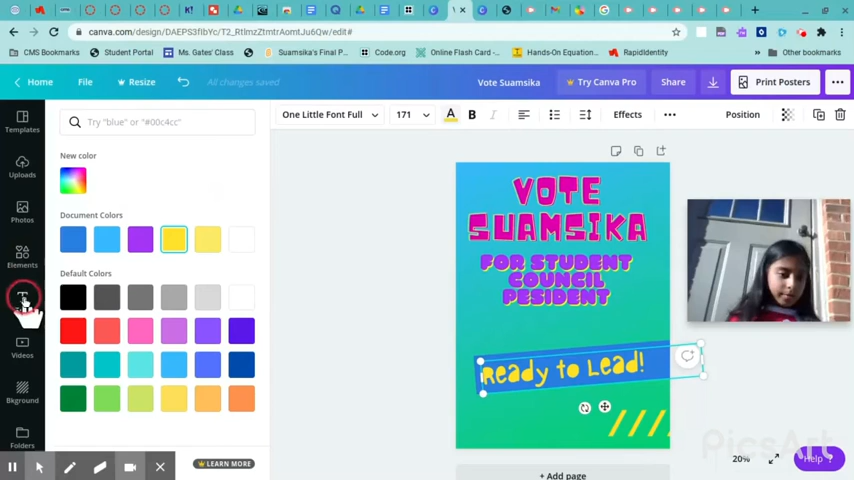 canva.com/design/DAEPS3fIbYc/T2_RtlmzZtmtrAomtJu6Qw/edit#
CMS Bookmarks
Student Portal
Ms. Gates' Class
Suamsika's Final P...
Code.org
Online Flash Card -...
Hands-On Equation...
RapidIdentity
Other bookmarks
Home
File
Resize
All changes saved
Vote Suamsika
Try Canva Pro
Share
Print Posters
Templates
Uploads
Photos
Elements
Videos
Bkground
Folders
Try "blue" or "#00c4cc"
New color
Document Colors
Default Colors
LEARN MORE
One Little Font Full
171
A
B
I
Effects
Position
VOTE
SUAMSIKA
FOR STUDENT
COUNCIL
PESIDENT
Ready to Lead!
+ Add page
20%
Help ?
PicsArt